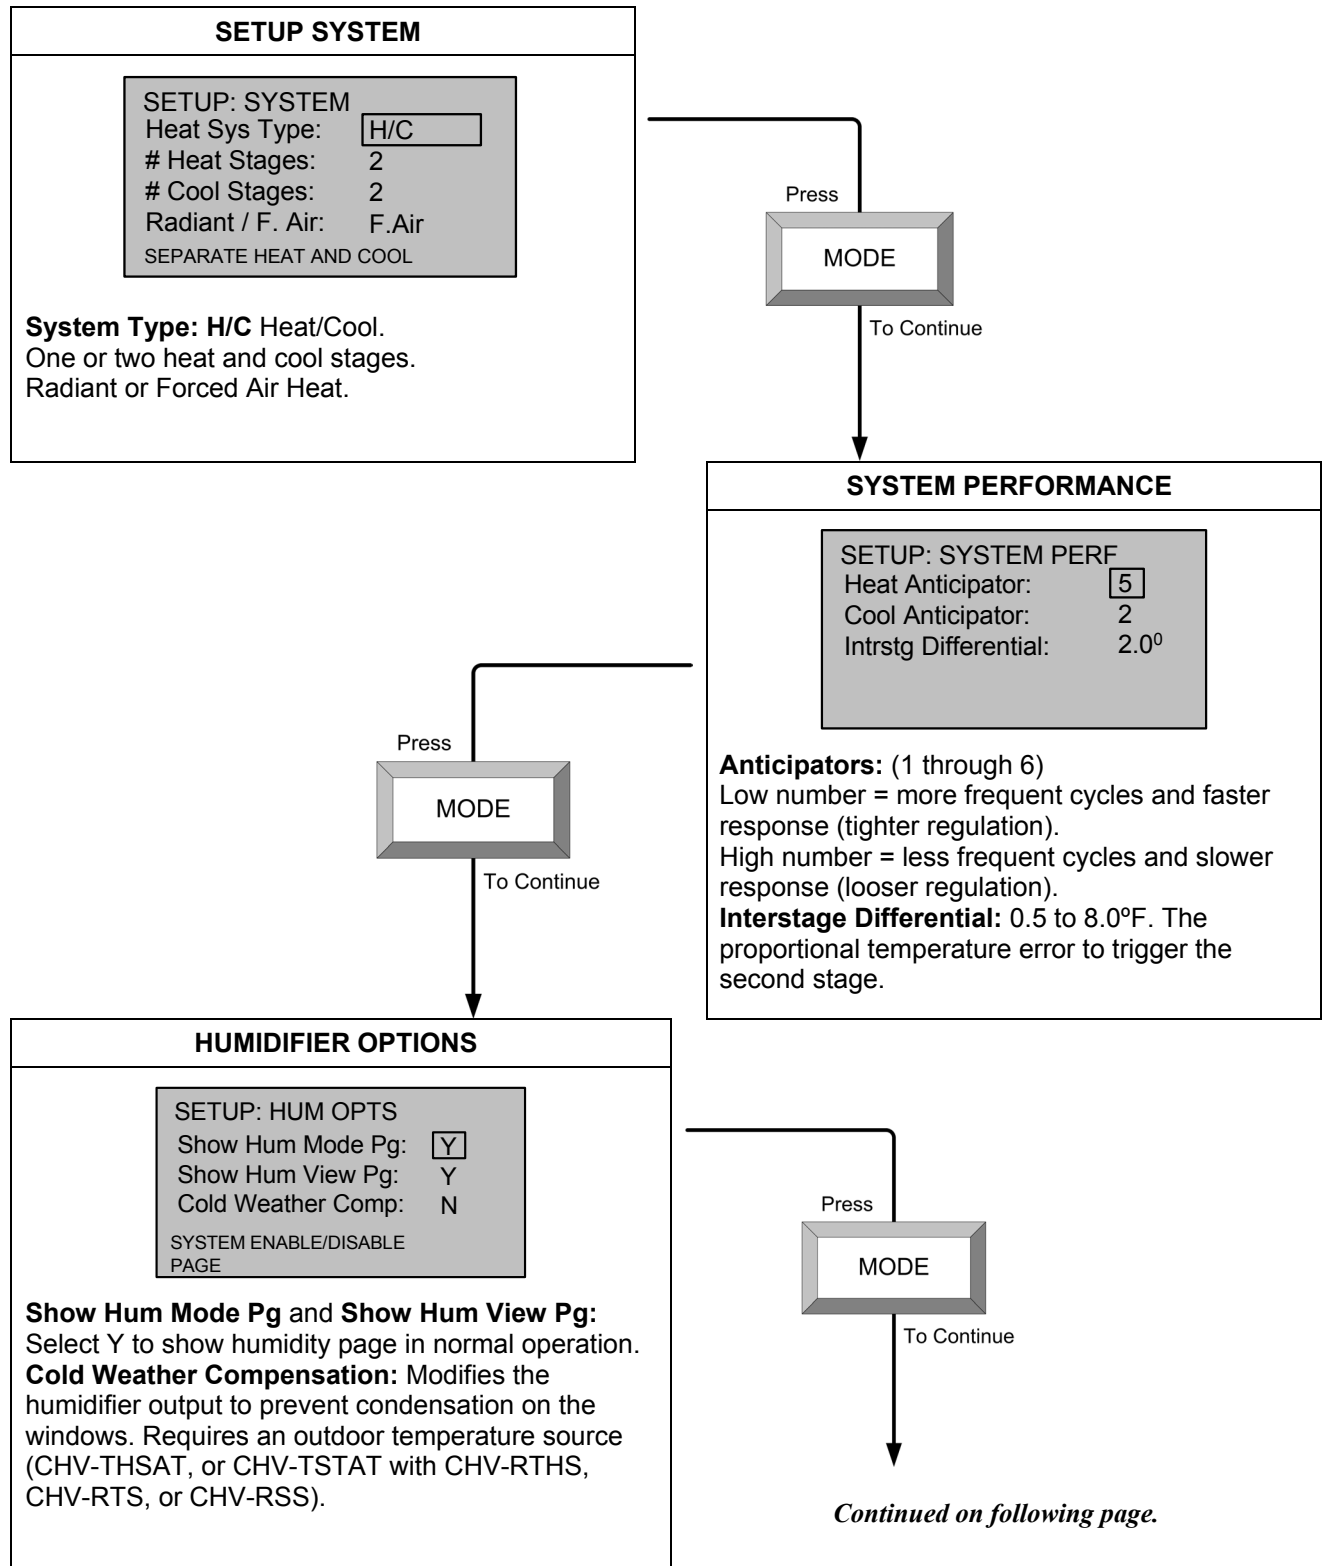 SETUP SYSTEM
SETUP: SYSTEM
Heat Sys Type: H/C
# Heat Stages: 2
# Cool Stages: 2
Radiant / F. Air: F.Air
SEPARATE HEAT AND COOL
System Type: H/C Heat/Cool.
One or two heat and cool stages.
Radiant or Forced Air Heat.
Press
MODE
To Continue
SYSTEM PERFORMANCE
SETUP: SYSTEM PERF
Heat Anticipator: 5
Cool Anticipator: 2
Intrstg Differential: 2.0⁰
Anticipators: (1 through 6)
Low number = more frequent cycles and faster
response (tighter regulation).
High number = less frequent cycles and slower
response (looser regulation).
Interstage Differential: 0.5 to 8.0ºF. The
proportional temperature error to trigger the
second stage.
Press
MODE
To Continue
HUMIDIFIER OPTIONS
SETUP: HUM OPTS
Show Hum Mode Pg: Y
Show Hum View Pg: Y
Cold Weather Comp: N
SYSTEM ENABLE/DISABLE
PAGE
Show Hum Mode Pg and Show Hum View Pg:
Select Y to show humidity page in normal operation.
Cold Weather Compensation: Modifies the
humidifier output to prevent condensation on the
windows. Requires an outdoor temperature source
(CHV-THSAT, or CHV-TSTAT with CHV-RTHS,
CHV-RTS, or CHV-RSS).
Press
MODE
To Continue
Continued on following page.